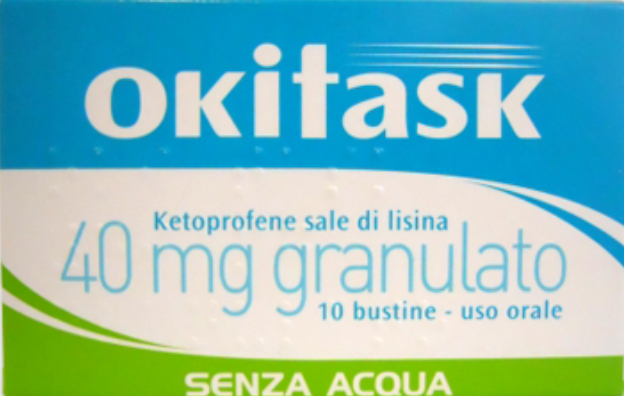 OKITASK
Ketoprofene sale di lisina
40 mg granulato
10 bustine - uso orale
SENZA ACQUA